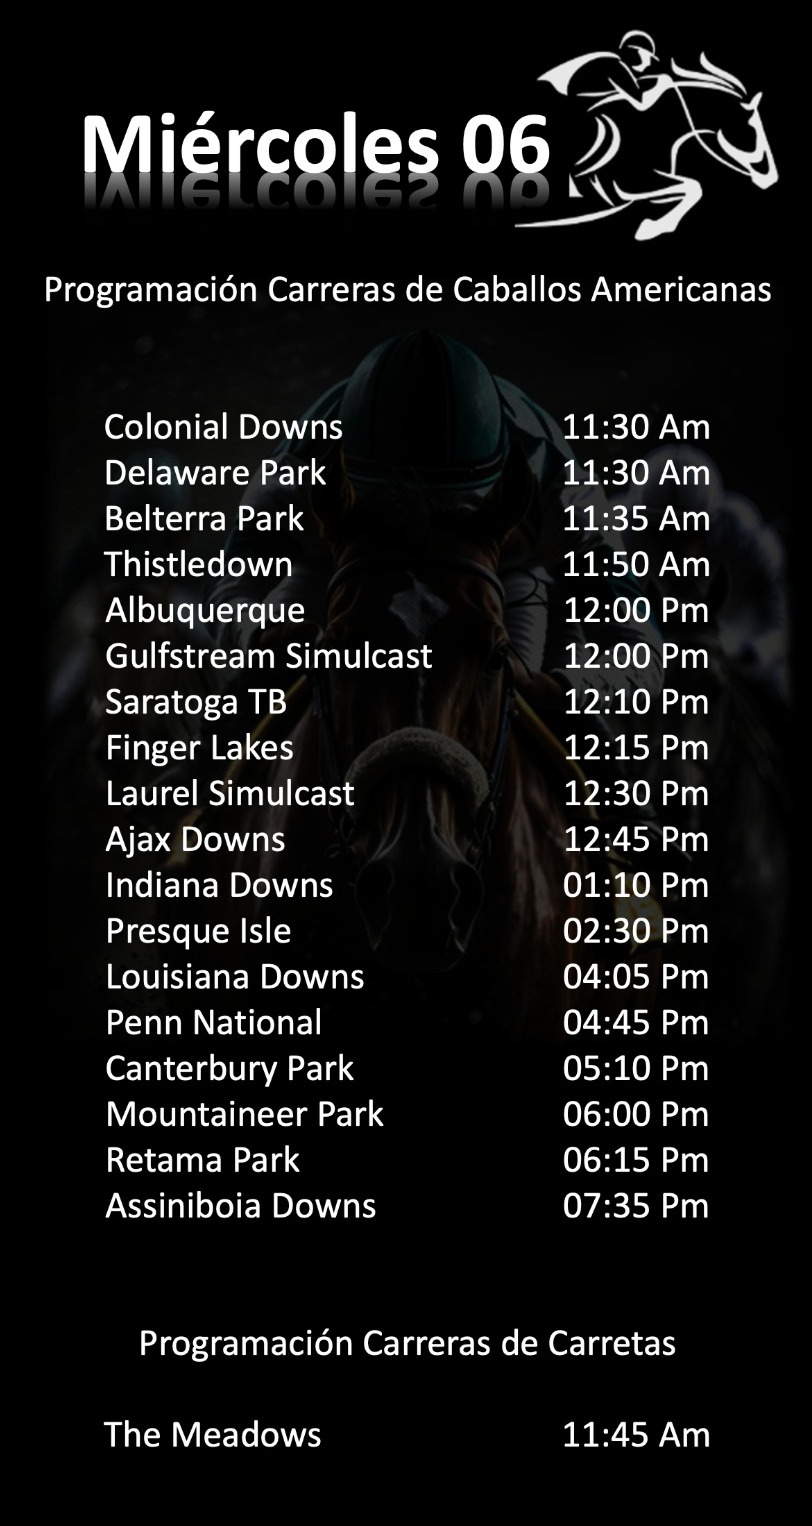 Miércoles 06
Programación Carreras de Caballos Americanas
Colonial Downs 11:30 Am
Delaware Park 11:30 Am
Belterra Park 11:35 Am
Thistledown 11:50 Am
Albuquerque 12:00 Pm
Gulfstream Simulcast 12:00 Pm
Saratoga TB 12:10 Pm
Finger Lakes 12:15 Pm
Laurel Simulcast 12:30 Pm
Ajax Downs 12:45 Pm
Indiana Downs 01:10 Pm
Presque Isle 02:30 Pm
Louisiana Downs 04:05 Pm
Penn National 04:45 Pm
Canterbury Park 05:10 Pm
Mountaineer Park 06:00 Pm
Retama Park 06:15 Pm
Assiniboia Downs 07:35 Pm
Programación Carreras de Carretas
The Meadows 11:45 Am